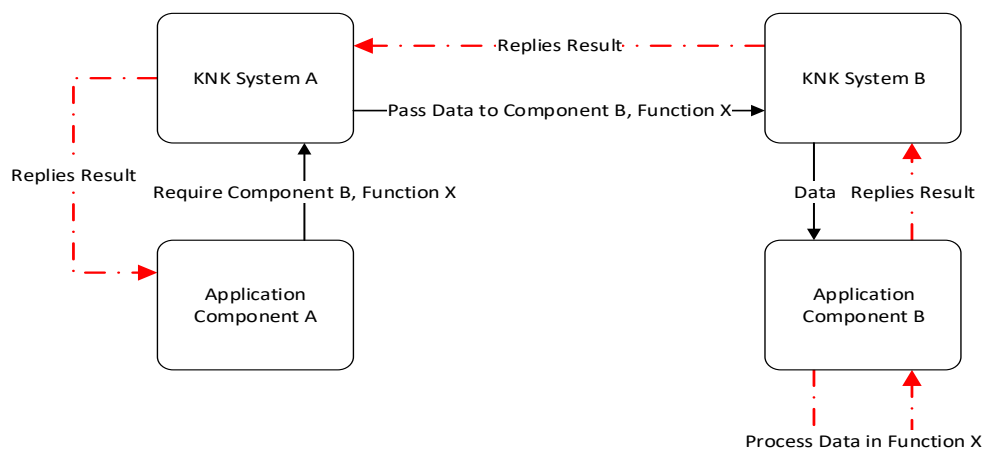 Replies Result
KNK System A
KNK System B
Pass Data to Component B, Function X
Replies Result
Require Component B, Function X
Data
Replies Result
Application
Component A
Application
Component B
Process Data in Function X